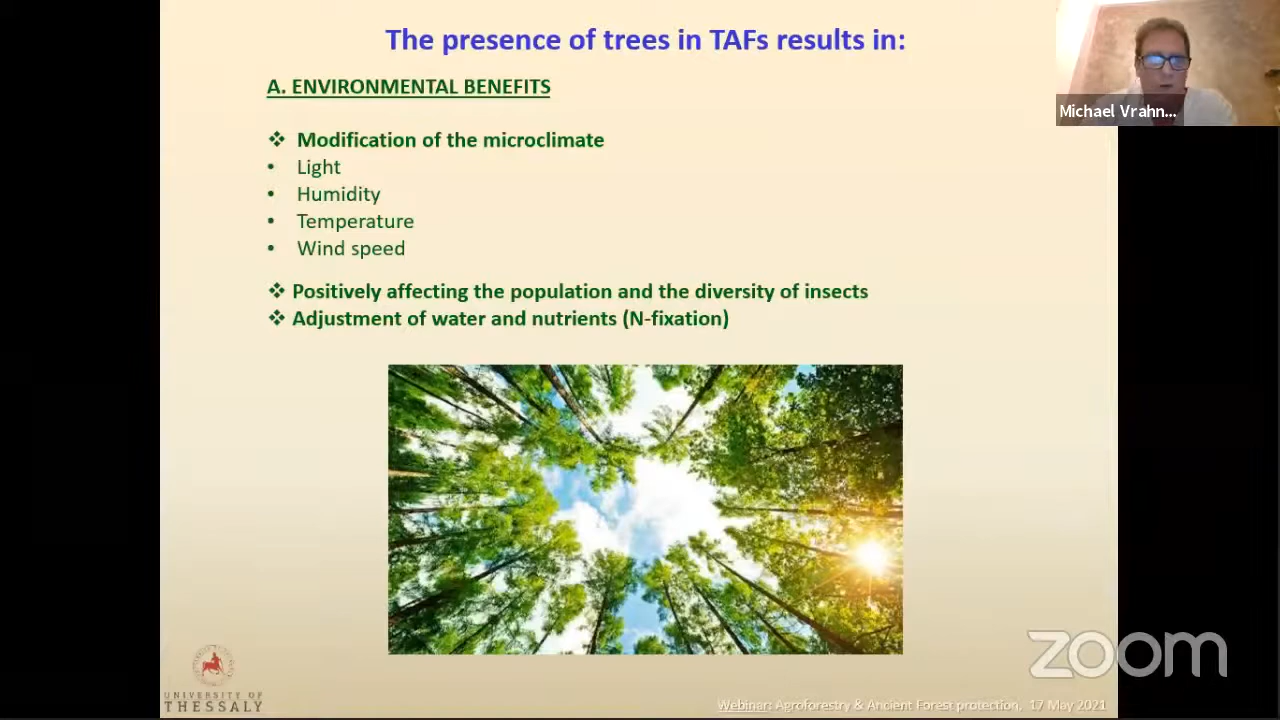 The presence of trees in TAFs results in:
A. ENVIRONMENTAL BENEFITS
❖ Modification of the microclimate
• Light
• Humidity
• Temperature
• Wind speed
❖ Positively affecting the population and the diversity of insects
❖ Adjustment of water and nutrients (N-fixation)
Michael Vrahn...
UNIVERSITY OF
THESSALY
zoom
Webinar: Agroforestry & Ancient Forest protection, 17 May 2021